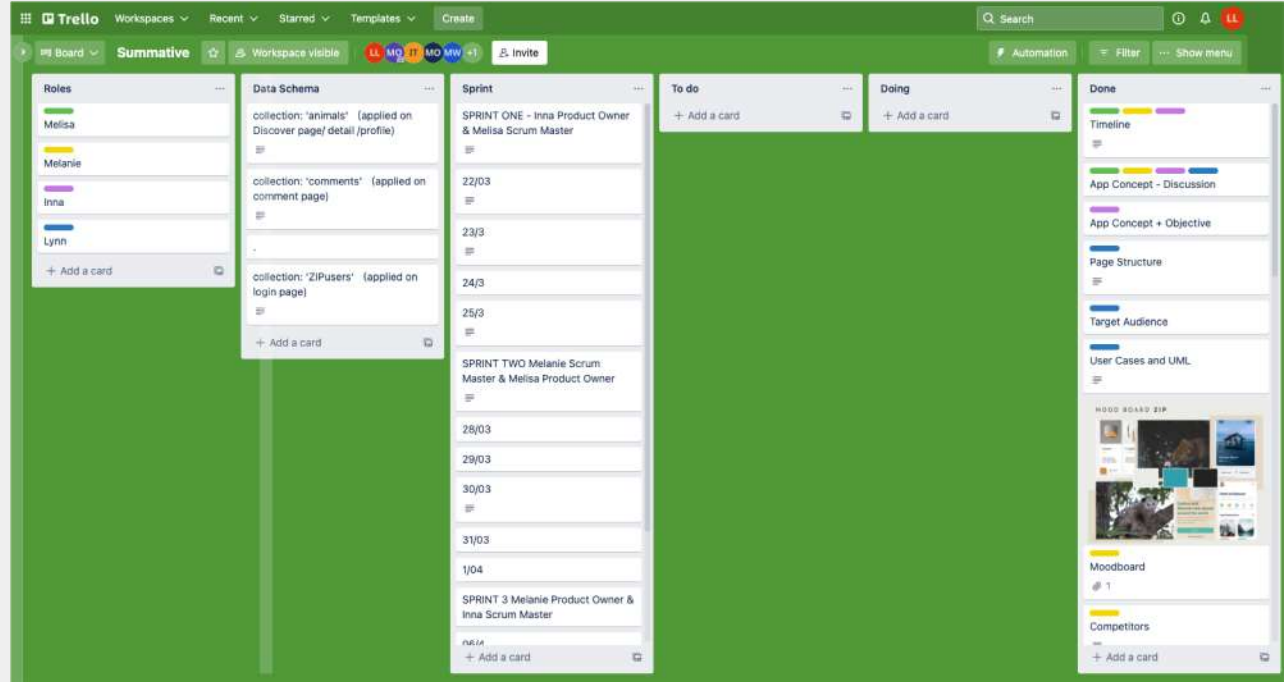 Trello
Workspaces
Recent
Starred
Templates
Create
Search
LL
Board
Summative
Workspace visible
LL
MQ
IT
MO
MW
+1
Invite
Automation
Filter
Show menu
Roles
Melisa
Melanie
Inna
Lynn
+ Add a card
Data Schema
collection: 'animals' (applied on
Discover page/ detail /profile)
collection: 'comments' (applied on
comment page)
.
collection: 'ZIPusers' (applied on
login page)
+ Add a card
Sprint
SPRINT ONE - Inna Product Owner
& Melisa Scrum Master
22/03
23/3
24/3
25/3
SPRINT TWO Melanie Scrum
Master & Melisa Product Owner
28/03
29/03
30/03
31/03
1/04
SPRINT 3 Melanie Product Owner &
Inna Scrum Master
+ Add a card
To do
+ Add a card
Doing
+ Add a card
Done
Timeline
App Concept - Discussion
App Concept + Objective
Page Structure
Target Audience
User Cases and UML
MOOD BOARD ZIP
Moodboard
1
Competitors
+ Add a card